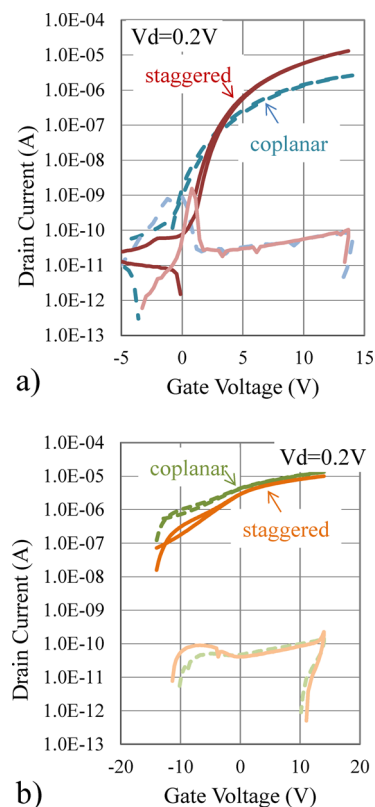 Vd=0.2V
1.0E-04
1.0E-05
1.0E-06
1.0E-07
1.0E-08
1.0E-09
1.0E-10
1.0E-11
1.0E-12
1.0E-13
Drain Current (A)
staggered
coplanar
-5 0 5 10 15
Gate Voltage (V)
a)
Vd=0.2V
1.0E-04
1.0E-05
1.0E-06
1.0E-07
1.0E-08
1.0E-09
1.0E-10
1.0E-11
1.0E-12
1.0E-13
Drain Current (A)
coplanar
staggered
-20 -10 0 10 20
Gate Voltage (V)
b)